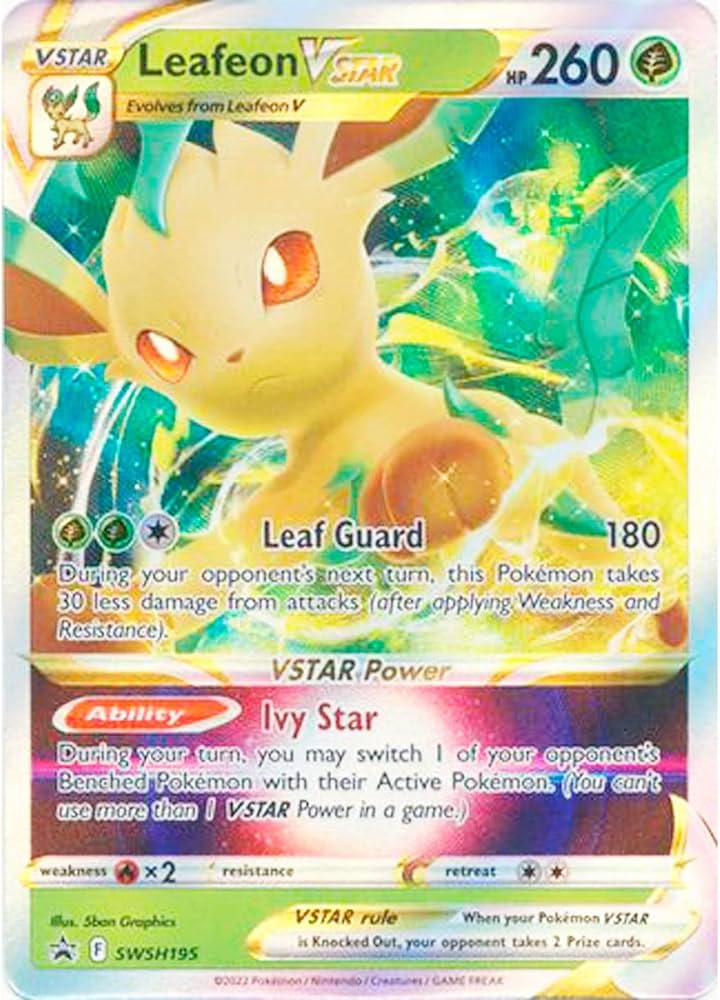 VSTAR
Leafeon VSTAR
HP 260
Evolves from Leafeon V
Leaf Guard 180
During your opponent's next turn, this Pokémon takes
30 less damage from attacks (after applying Weakness and
Resistance).
VSTAR Power
Ability Ivy Star
During your turn, you may switch 1 of your opponent's
Benched Pokémon with their Active Pokémon. (You can't
use more than 1 VSTAR Power in a game.)
weakness ×2 resistance retreat
Illus. 5ban Graphics
VSTAR rule When your Pokémon VSTAR
is Knocked Out, your opponent takes 2 Prize cards.
F SWSH195
©2022 Pokémon / Nintendo / Creatures / GAME FREAK